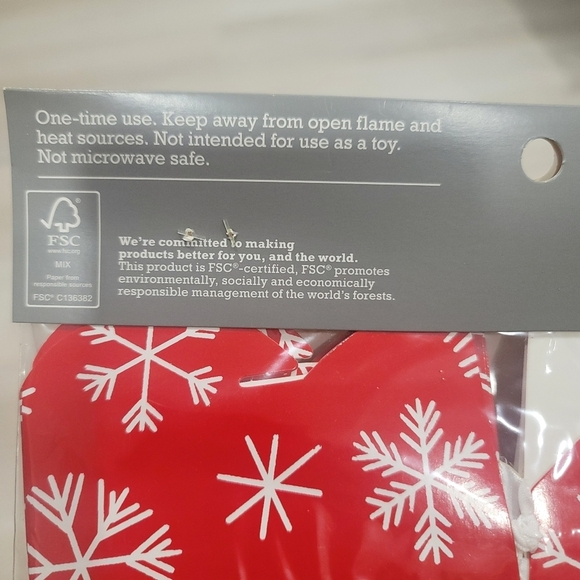 One-time use. Keep away from open flame and
heat sources. Not intended for use as a toy.
Not microwave safe.
FSC
www.fsc.org
MIX
Paper from
responsible sources
FSC® C136382
We're committed to making
products better for you, and the world.
This product is FSC®-certified, FSC® promotes
environmentally, socially and economically
responsible management of the world's forests.